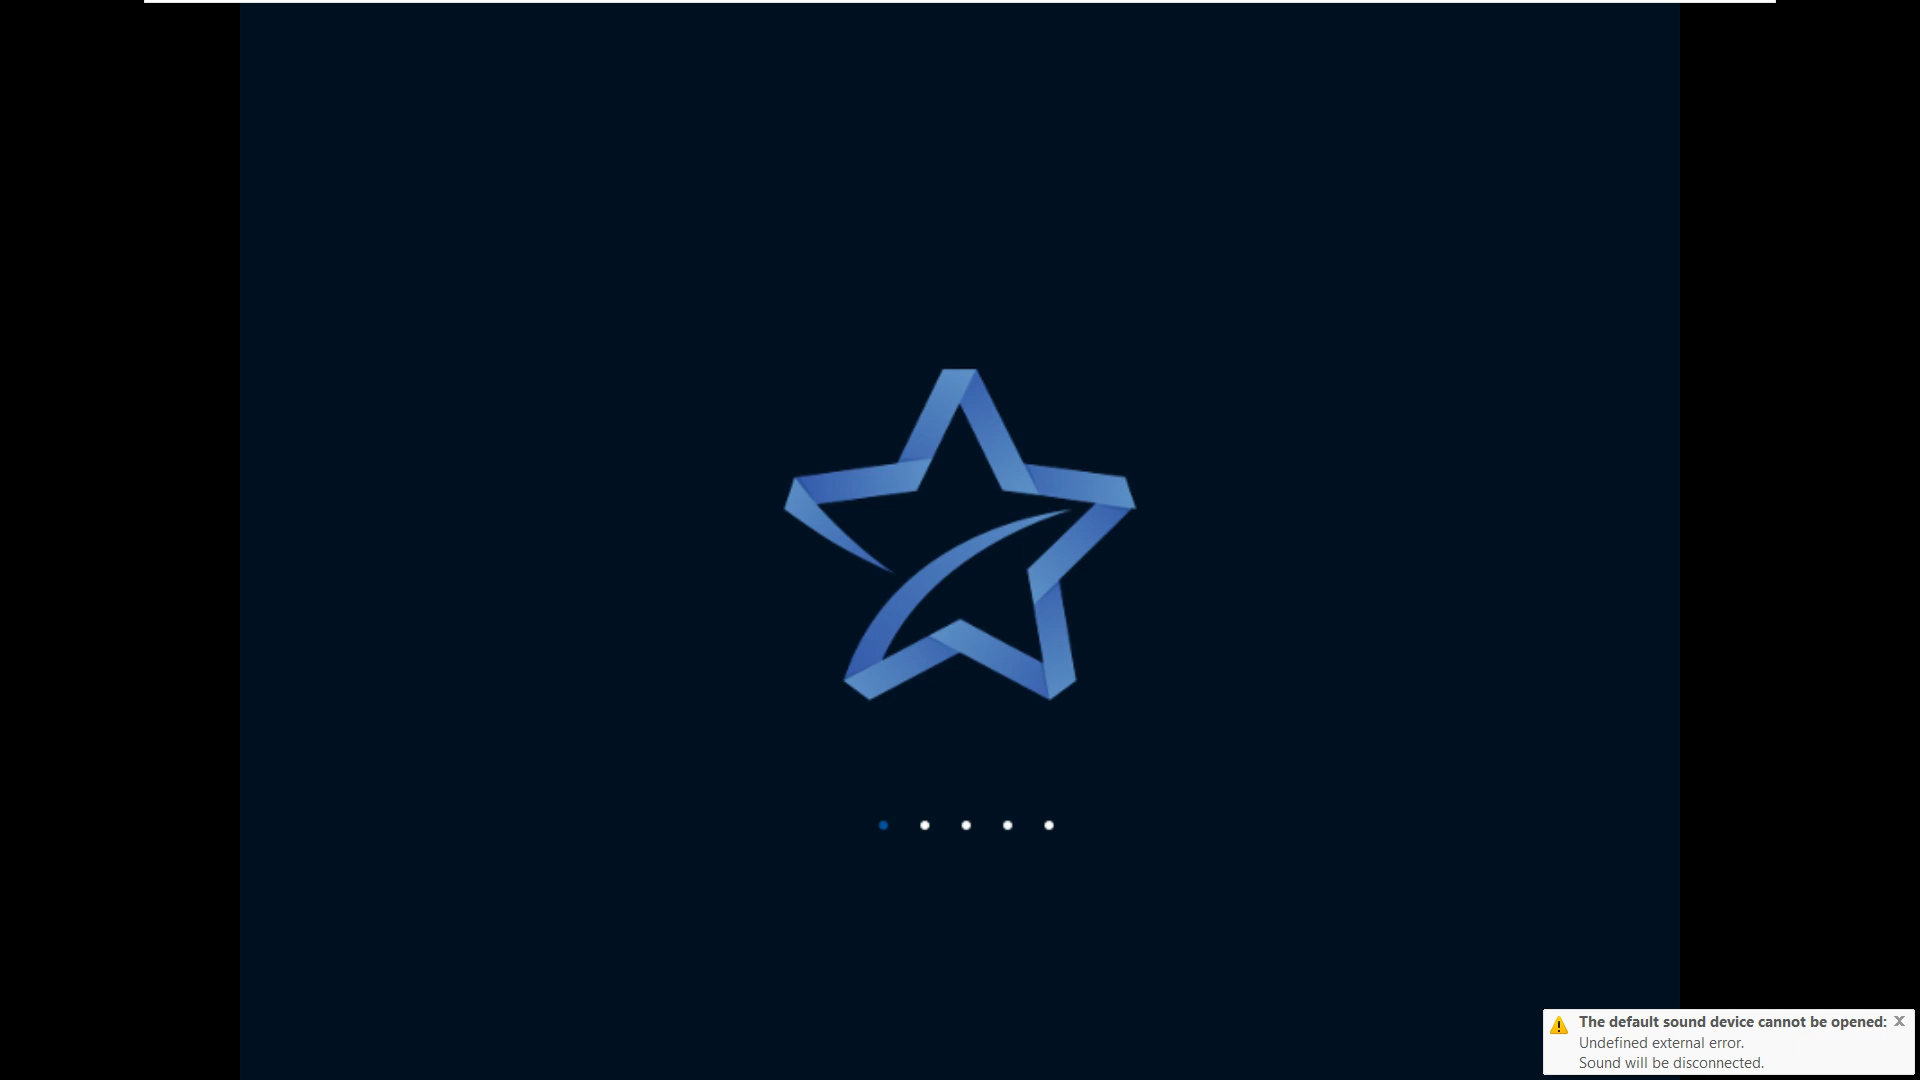 The default sound device cannot be opened:
Undefined external error.
Sound will be disconnected.